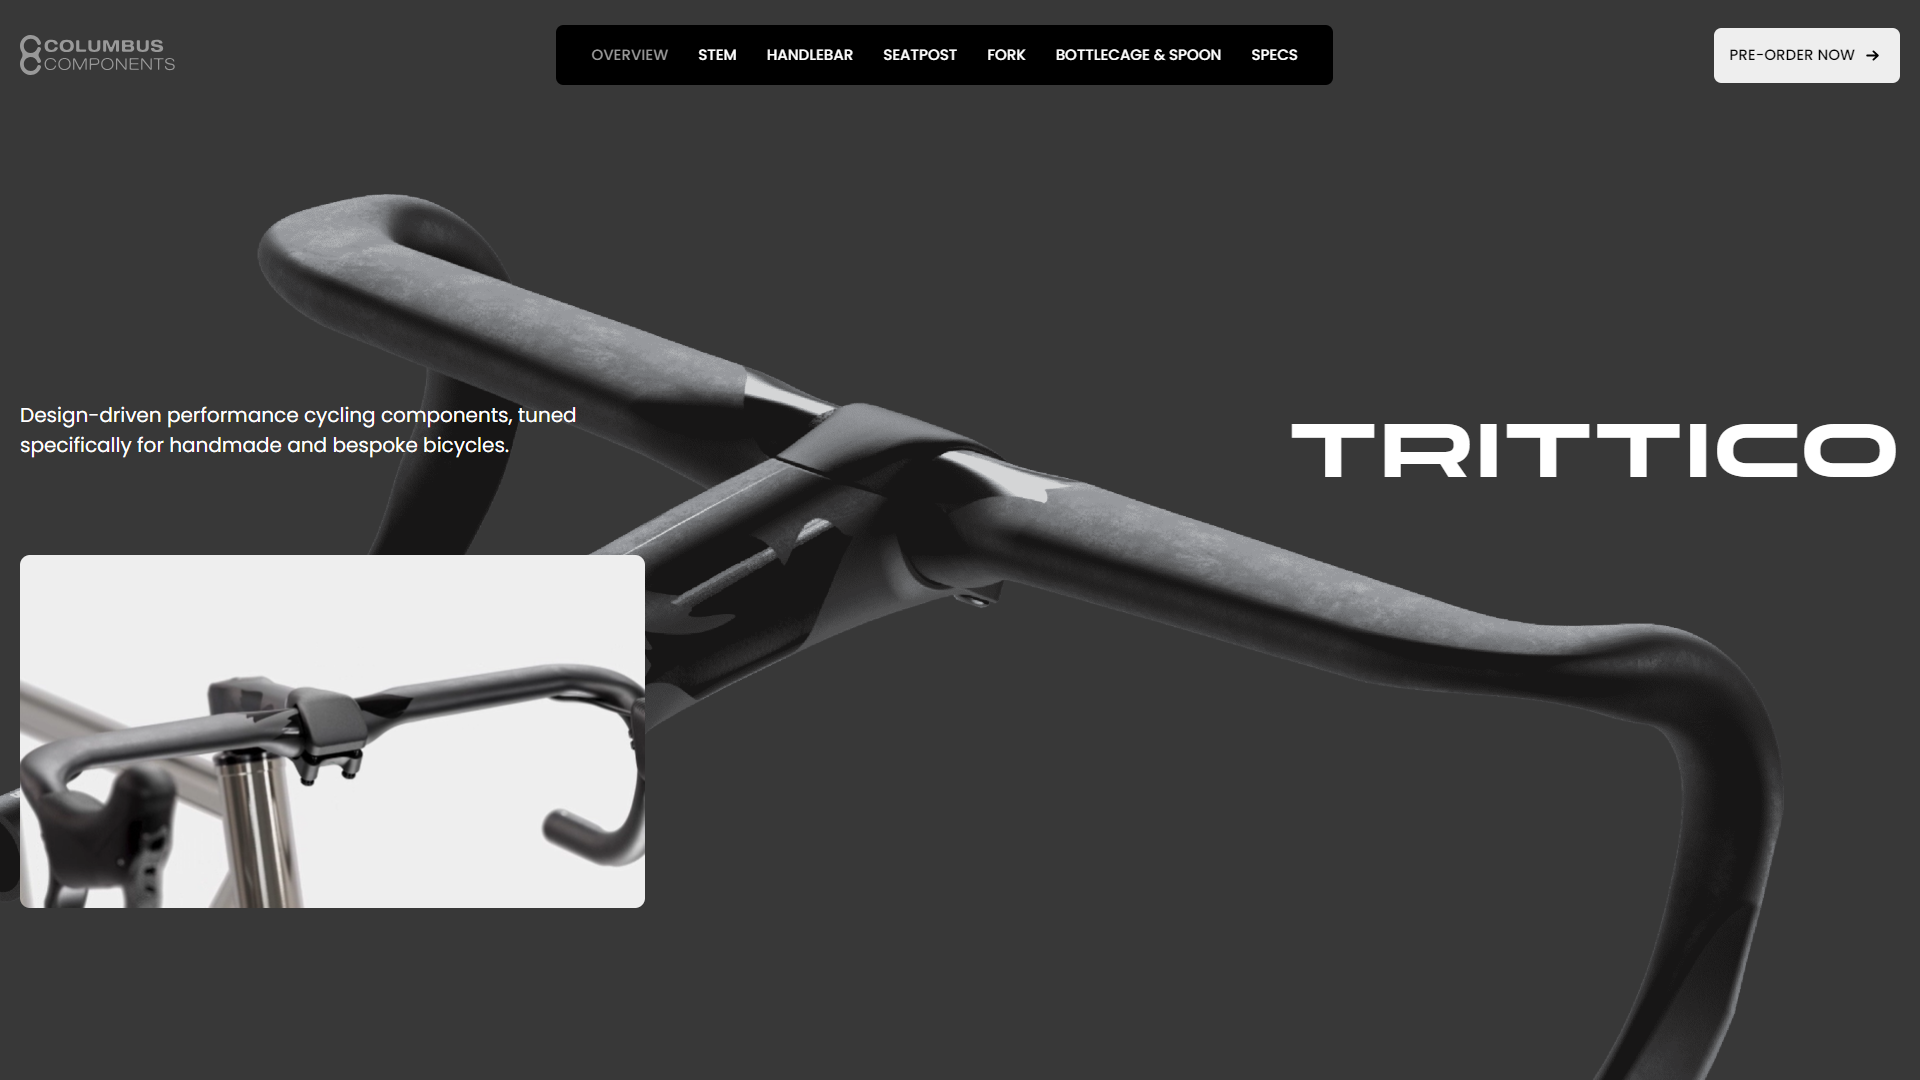 COLUMBUS
COMPONENTS
OVERVIEW STEM HANDLEBAR SEATPOST FORK BOTTLECAGE & SPOON SPECS
PRE-ORDER NOW →
Design-driven performance cycling components, tuned
specifically for handmade and bespoke bicycles.
TRITTICO